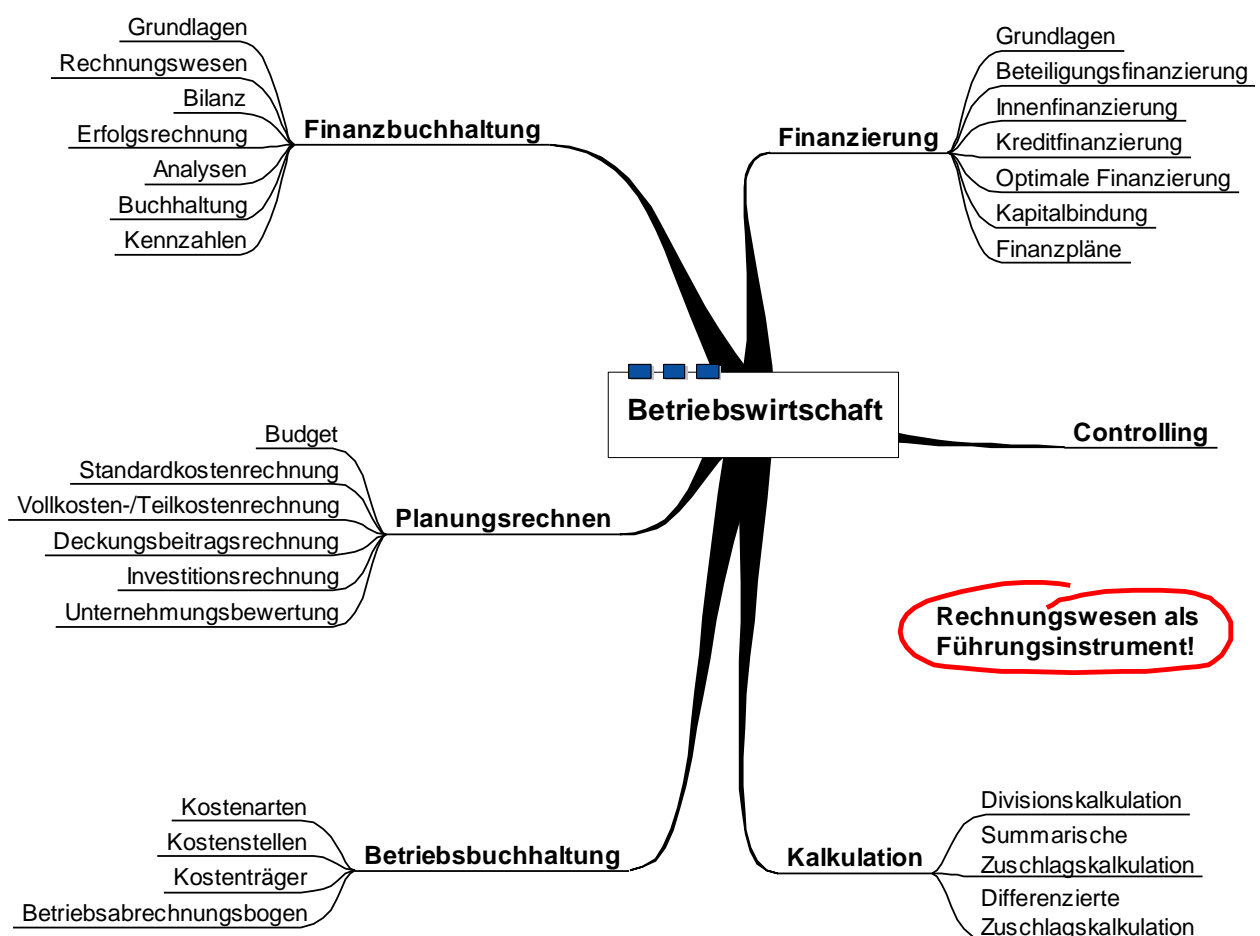 Grundlagen
Rechnungswesen
Bilanz
Erfolgsrechnung
Analysen
Buchhaltung
Kennzahlen
Finanzbuchhaltung
Finanzierung
Grundlagen
Beteiligungsfinanzierung
Innenfinanzierung
Kreditfinanzierung
Optimale Finanzierung
Kapitalbindung
Finanzpläne
Betriebswirtschaft
Controlling
Budget
Standardkostenrechnung
Vollkosten-/Teilkostenrechnung
Deckungsbeitragsrechnung
Investitionsrechnung
Unternehmungsbewertung
Planungsrechnen
Rechnungswesen als
Führungsinstrument!
Kostenarten
Kostenstellen
Kostenträger
Betriebsabrechnungsbogen
Betriebsbuchhaltung
Kalkulation
Divisionskalkulation
Summarische
Zuschlagskalkulation
Differenzierte
Zuschlagskalkulation